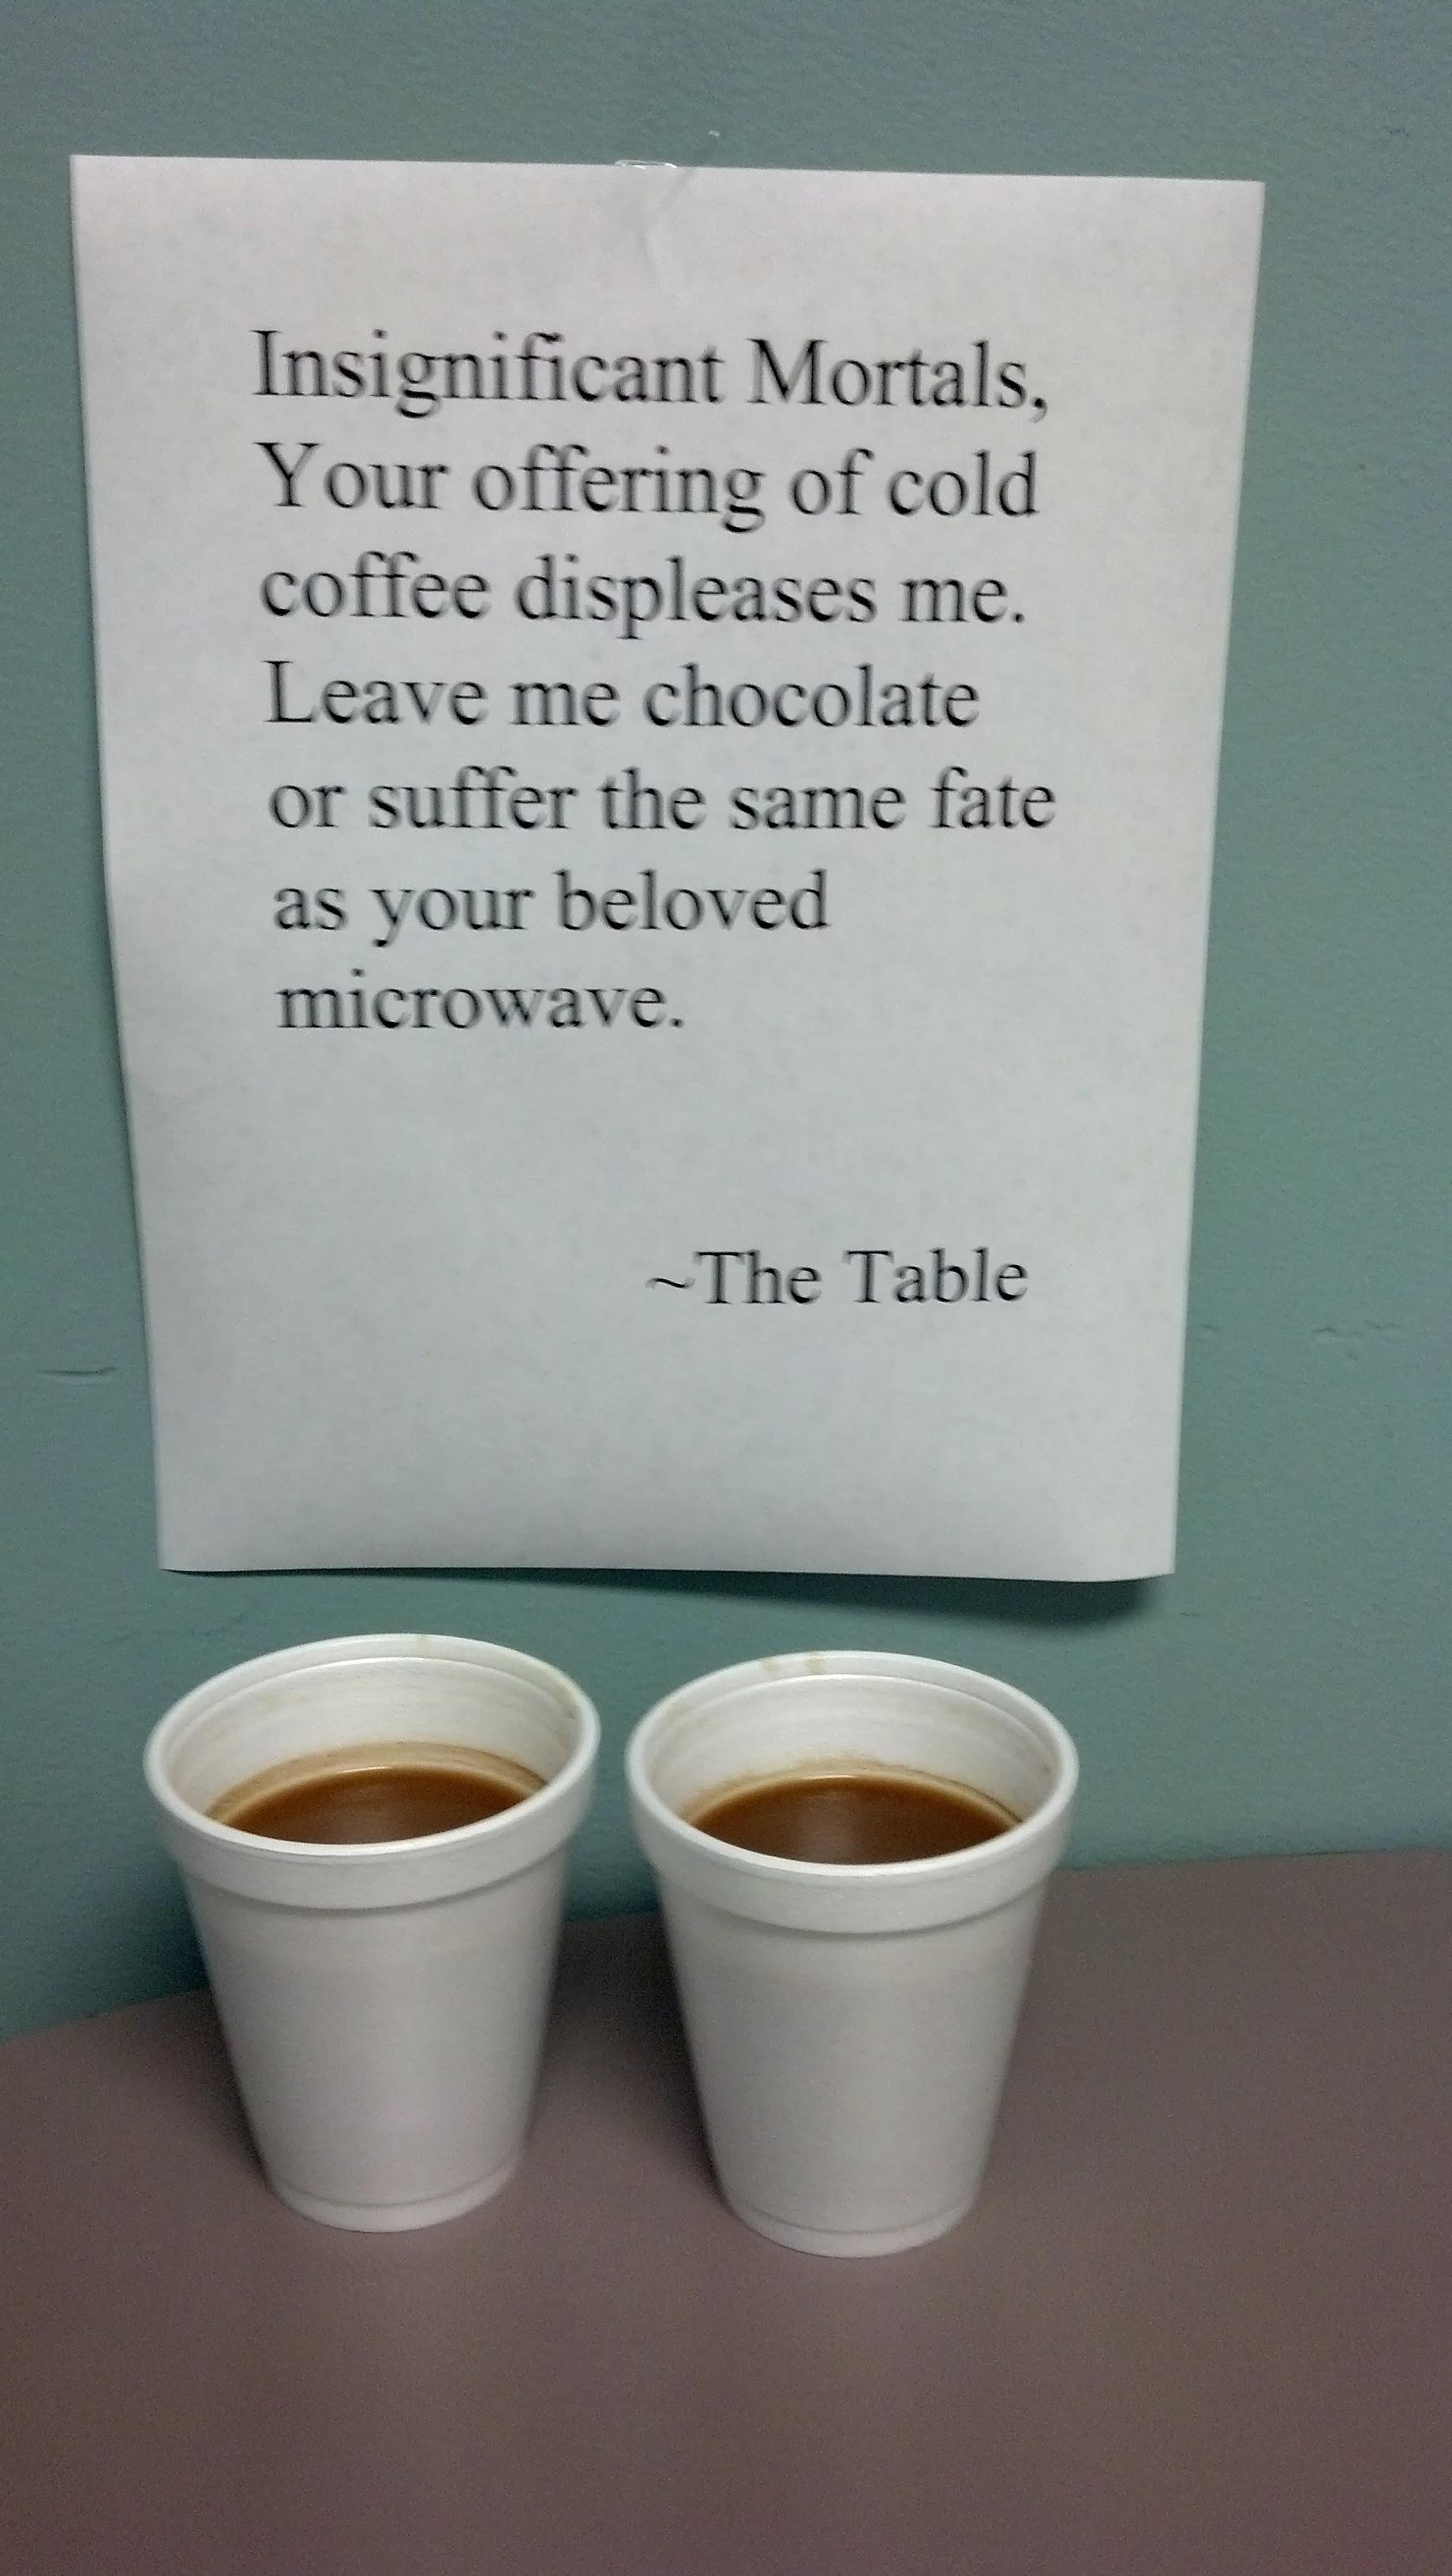 Insignificant Mortals,
Your offering of cold
coffee displeases me.
Leave me chocolate
or suffer the same fate
as your beloved
microwave.
~The Table